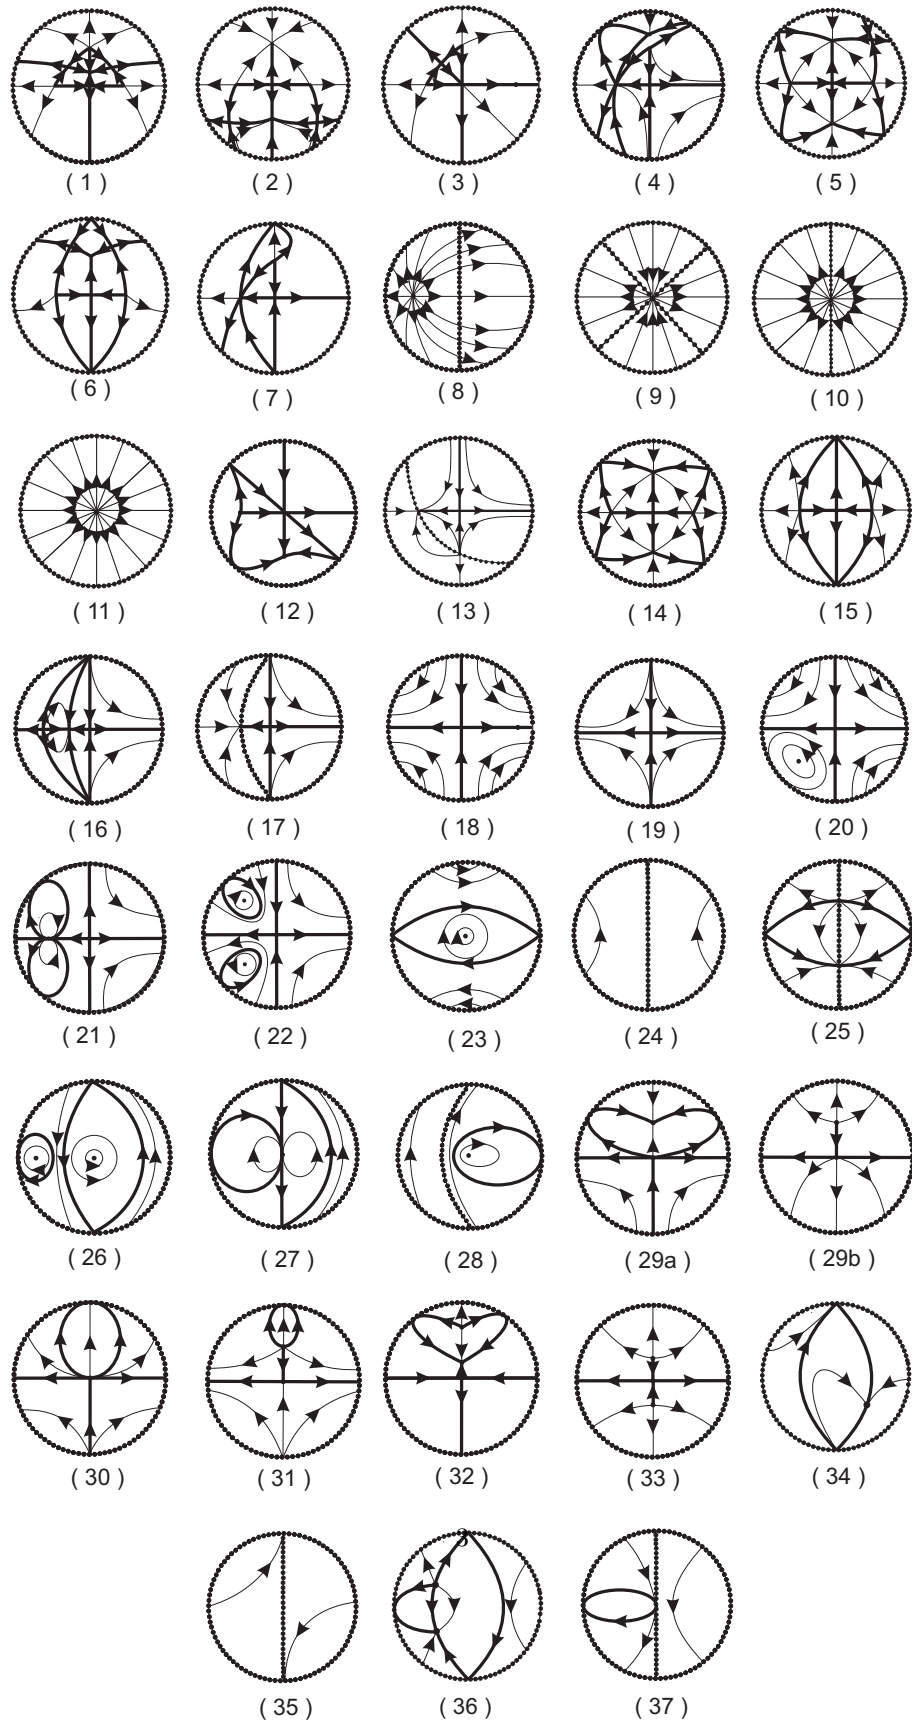 ( 1 ) ( 2 ) ( 3 ) ( 4 ) ( 5 )
( 6 ) ( 7 ) ( 8 ) ( 9 ) ( 10 )
( 11 ) ( 12 ) ( 13 ) ( 14 ) ( 15 )
( 16 ) ( 17 ) ( 18 ) ( 19 ) ( 20 )
( 21 ) ( 22 ) ( 23 ) ( 24 ) ( 25 )
( 26 ) ( 27 ) ( 28 ) ( 29a ) ( 29b )
( 30 ) ( 31 ) ( 32 ) ( 33 ) ( 34 )
3
( 35 ) ( 36 ) ( 37 )